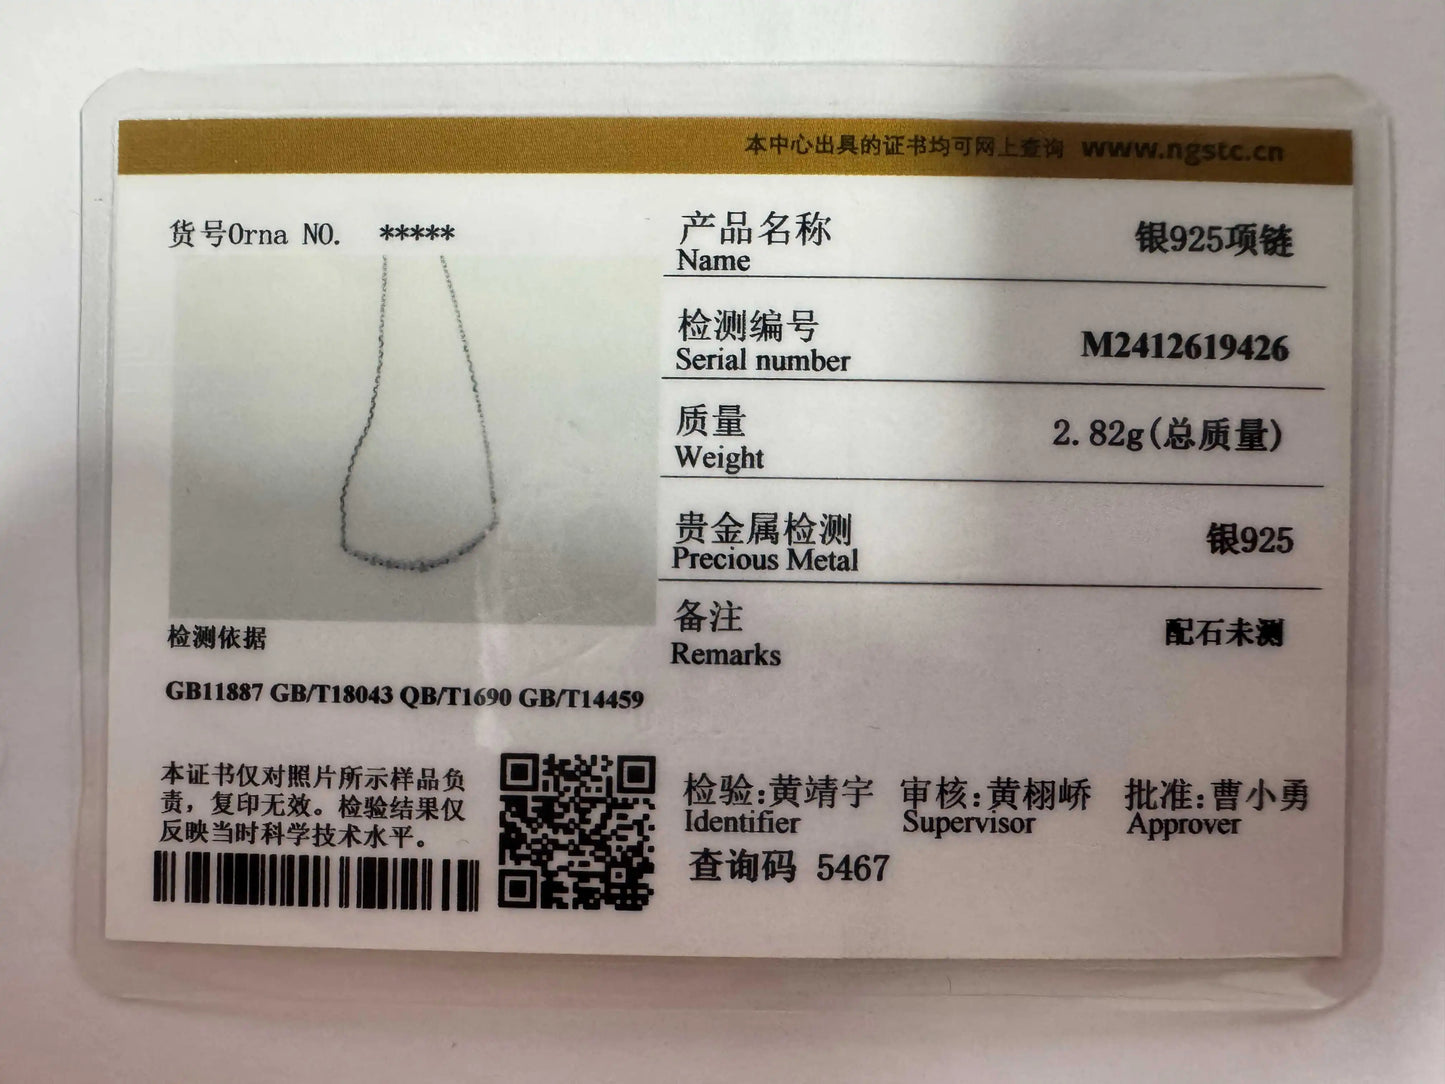 本中心出具的证书均可网上查询 www.ngstc.cn
货号Orna NO. *****
产品名称 银925项链
Name
检测编号 M2412619426
Serial number
质量 2.82g(总质量)
Weight
贵金属检测 银925
Precious Metal
备注 配石未测
Remarks
检测依据
GB11887 GB/T18043 QB/T1690 GB/T14459
本证书仅对照片所示样品负
责，复印无效。检验结果仅
反映当时科学技术水平。
检验:黄靖宇 审核:黄栩峤 批准:曹小勇
Identifier Supervisor Approver
查询码 5467